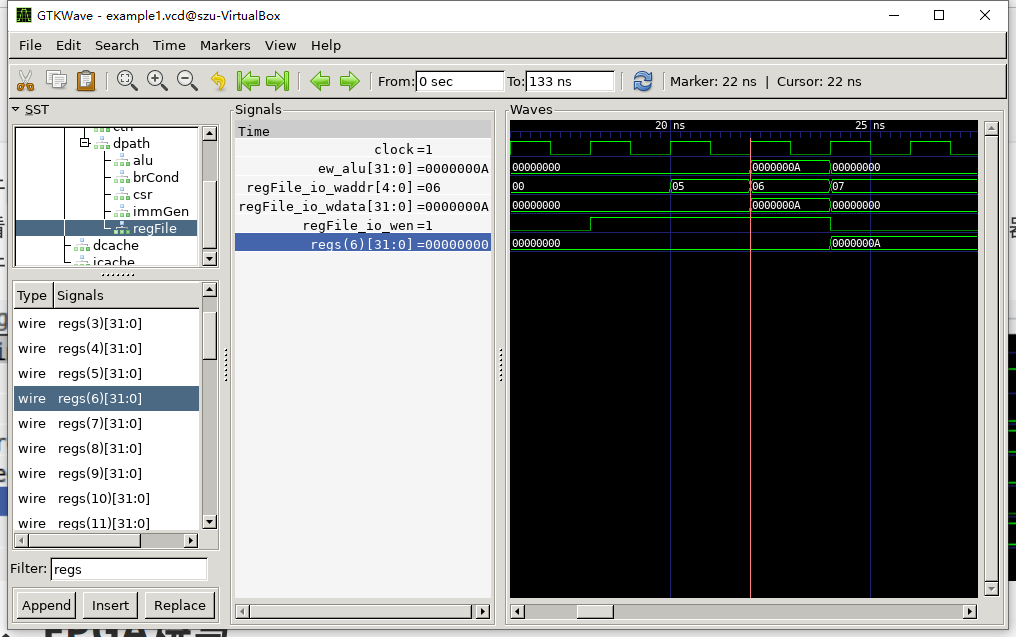 GTKWave - example1.vcd@szu-VirtualBox
File Edit Search Time Markers View Help
From: 0 sec To: 133 ns Marker: 22 ns | Cursor: 22 ns
SST
dpath
alu
brCond
csr
immGen
regFile
dcache
icache
Type Signals
wire regs(3)[31:0]
wire regs(4)[31:0]
wire regs(5)[31:0]
wire regs(6)[31:0]
wire regs(7)[31:0]
wire regs(8)[31:0]
wire regs(9)[31:0]
wire regs(10)[31:0]
wire regs(11)[31:0]
Filter: regs
Append Insert Replace
Signals
Time
clock =1
ew_alu[31:0] =0000000A
regFile_io_waddr[4:0] =06
regFile_io_wdata[31:0] =0000000A
regFile_io_wen =1
regs(6)[31:0] =00000000
Waves
20 ns 25 ns
00000000 0000000A 00000000
00 05 06 07
00000000 0000000A 00000000
00000000 0000000A